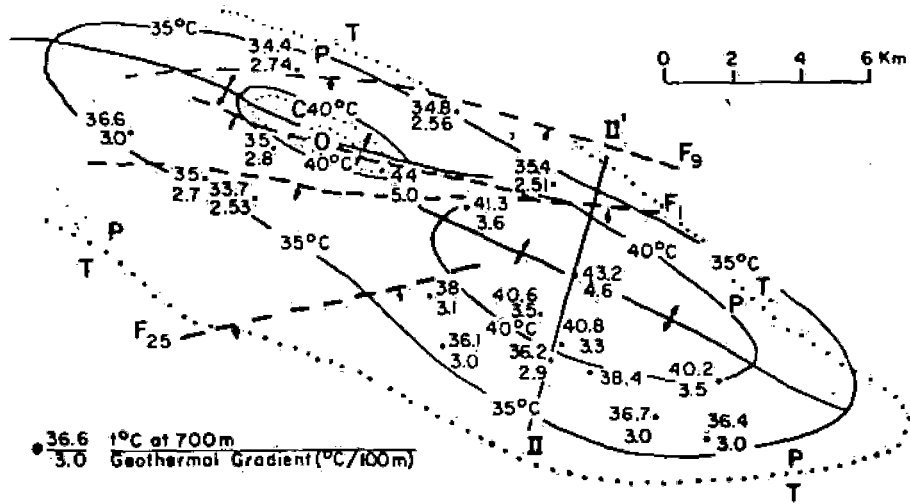 35°C
T
34.4
P
2.74
Km
0 2 4 6
C40°C
34.8
2.56
II'
36.6
3.0
O
35
2.8
40°C
F9
35
2.7
33.7
2.53
44
5.0
35.4
2.51
41.3
3.6
F1
P
T
35°C
40°C
35°C
T
43.2
4.6
P
38
3.1
40.6
3.5
40°C
F25
36.1
3.0
40.8
3.3
36.2
2.9
38.4
40.2
3.5
35°C
36.7
3.0
36.4
3.0
II
P
T
36.6 t°C at 700m
3.0 Geothermal Gradient (°C/100m)